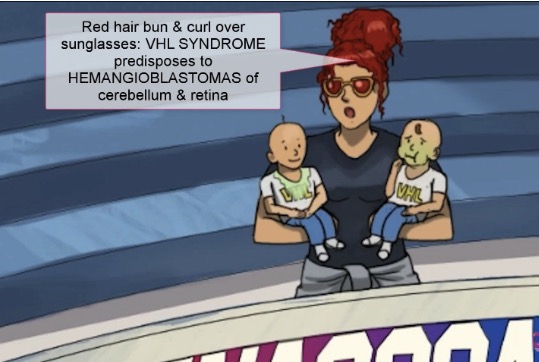 Red hair bun & curl over
sunglasses: VHL SYNDROME
predisposes to
HEMANGIOBLASTOMAS of
cerebellum & retina
VHL
VHL